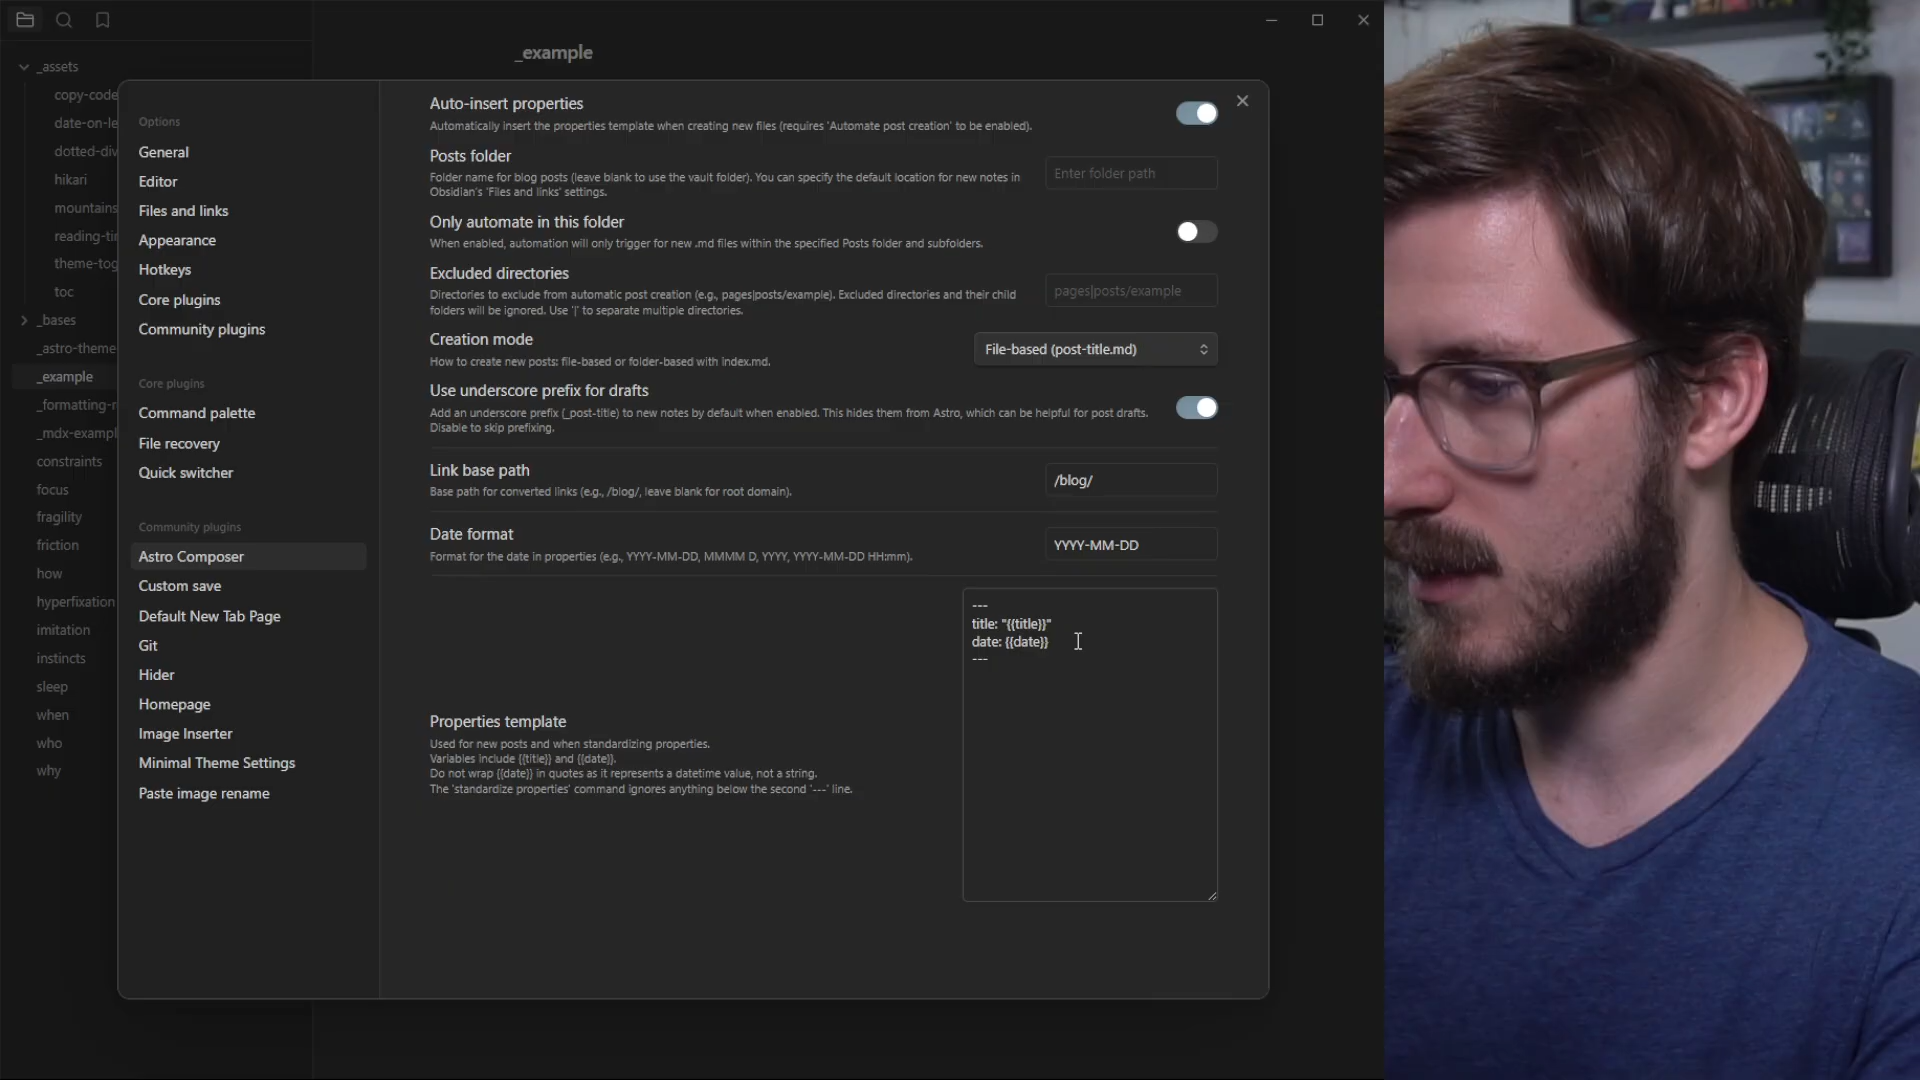 _example
_assets
copy-code
date-on-le
dotted-div
hikari
mountains
reading-tin
theme-tog
toc
_bases
_astro-theme
_example
_formatting-r
_mdx-exampl
constraints
focus
fragility
friction
how
hyperfixation
imitation
instincts
sleep
when
who
why
Options
General
Editor
Files and links
Appearance
Hotkeys
Core plugins
Community plugins
Core plugins
Command palette
File recovery
Quick switcher
Community plugins
Astro Composer
Custom save
Default New Tab Page
Git
Hider
Homepage
Image Inserter
Minimal Theme Settings
Paste image rename
Auto-insert properties
Automatically insert the properties template when creating new files (requires 'Automate post creation' to be enabled).
Posts folder
Folder name for blog posts (leave blank to use the vault folder). You can specify the default location for new notes in
Obsidian's 'Files and links' settings.
Enter folder path
Only automate in this folder
When enabled, automation will only trigger for new .md files within the specified Posts folder and subfolders.
Excluded directories
Directories to exclude from automatic post creation (e.g., pages|posts/example). Excluded directories and their child
folders will be ignored. Use '|' to separate multiple directories.
pages|posts/example
Creation mode
How to create new posts: file-based or folder-based with index.md.
File-based (post-title.md)
Use underscore prefix for drafts
Add an underscore prefix (_post-title) to new notes by default when enabled. This hides them from Astro, which can be helpful for post drafts.
Disable to skip prefixing.
Link base path
Base path for converted links (e.g., /blog/, leave blank for root domain).
/blog/
Date format
Format for the date in properties (e.g., YYYY-MM-DD, MMMM D, YYYY, YYYY-MM-DD HH:mm).
YYYY-MM-DD
Properties template
Used for new posts and when standardizing properties.
Variables include {{title}} and {{date}}.
Do not wrap {{date}} in quotes as it represents a datetime value, not a string.
The 'standardize properties' command ignores anything below the second '---' line.
---
title: "{{title}}"
date: {{date}}
---